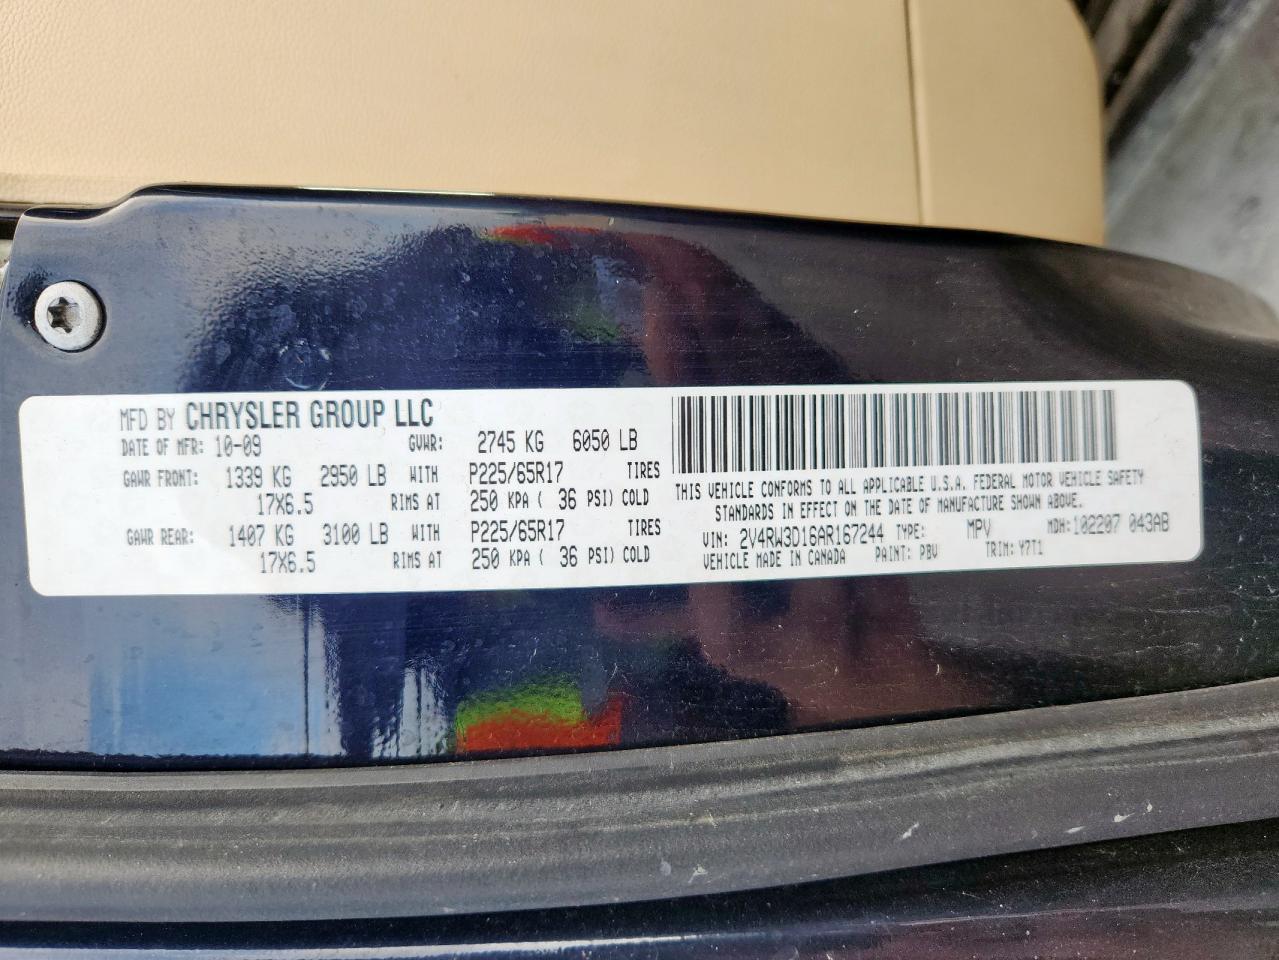 MFD BY CHRYSLER GROUP LLC
DATE OF MFR: 10-09 GVWR: 2745 KG 6050 LB
GAWR FRONT: 1339 KG 2950 LB WITH P225/65R17 TIRES
17X6.5 RIMS AT 250 KPA ( 36 PSI) COLD
GAWR REAR: 1407 KG 3100 LB WITH P225/65R17 TIRES
17X6.5 RIMS AT 250 KPA ( 36 PSI) COLD
THIS VEHICLE CONFORMS TO ALL APPLICABLE U.S.A. FEDERAL MOTOR VEHICLE SAFETY
STANDARDS IN EFFECT ON THE DATE OF MANUFACTURE SHOWN ABOVE.
VIN: 2V4RW3D16AR167244 TYPE: MPV MDH:102207 043AB
VEHICLE MADE IN CANADA PAINT: PBV TRIM: Y7T1